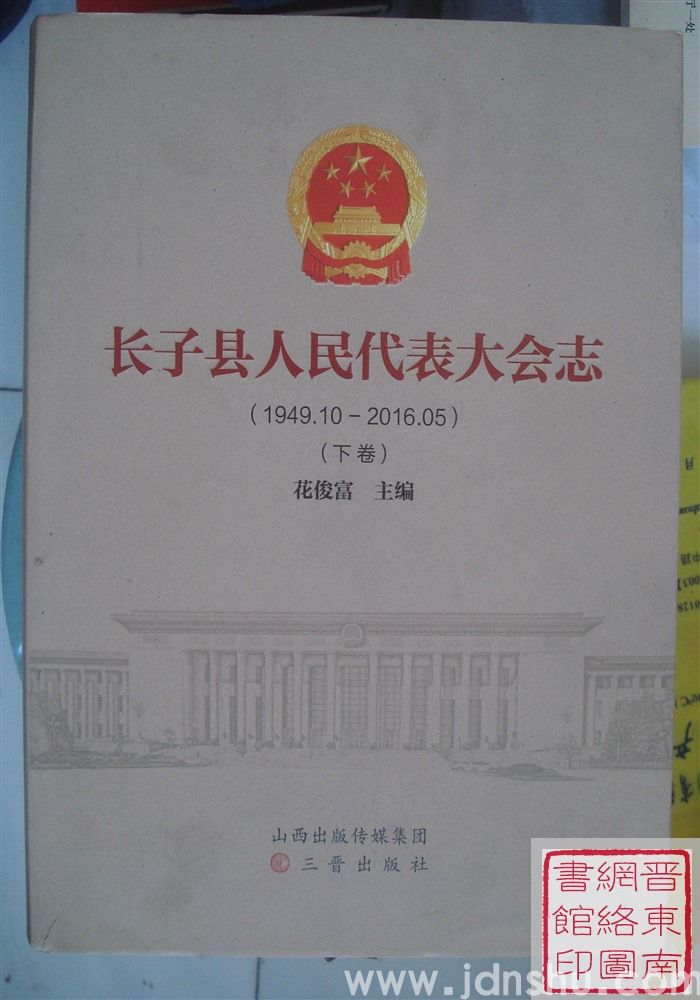 长子县人民代表大会志
(1949.10-2016.05)
(下卷)
花俊富 主编
山西出版传媒集团
三晋出版社
晋东南
網絡圖
書館印
www.jdnshu.com